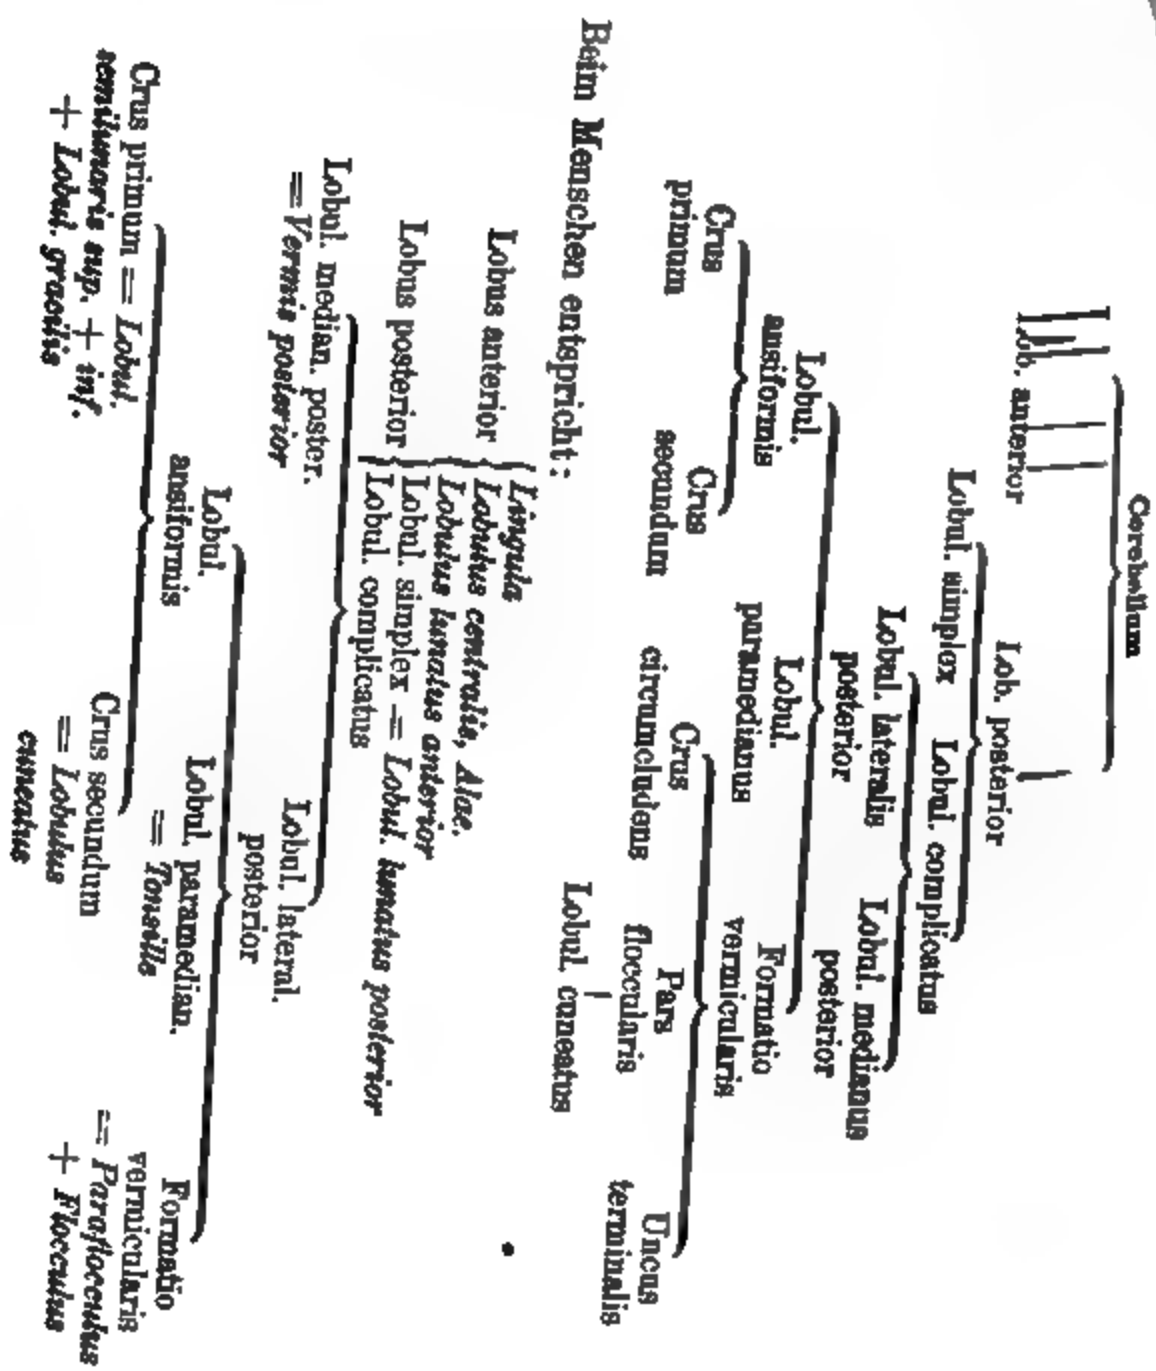 Cerebellum
Lob. anterior
Lob. posterior
Lobul. simplex
Lobul. complicatus
Lobul. lateralis
posterior
Lobul. medianus
posterior
Lobul.
ansiformis
Lobul.
paramedianus
Formatio
vermicularis
Crus
primum
Crus
secundum
Crus
circumcludens
Pars
floccularis
Uncus
terminalis
Lobul. cuneatus
Beim Menschen entspricht:
Lobus anterior
Lingula
Lobulus centralis, Alae.
Lobulus lunatus anterior
Lobus posterior
Lobul. simplex = Lobul. lunatus posterior
Lobul. complicatus
Lobul. median. poster.
= Vermis posterior
Lobul. lateral.
posterior
Lobul.
ansiformis
Lobul. paramedian.
= Tonsille
Formatio
vermicularis
= Paraflocculus
+ Flocculus
Crus primum = Lobul.
semilunaris sup. + inf.
+ Lobul. gracilis
Crus secundum
= Lobulus
cuneatus